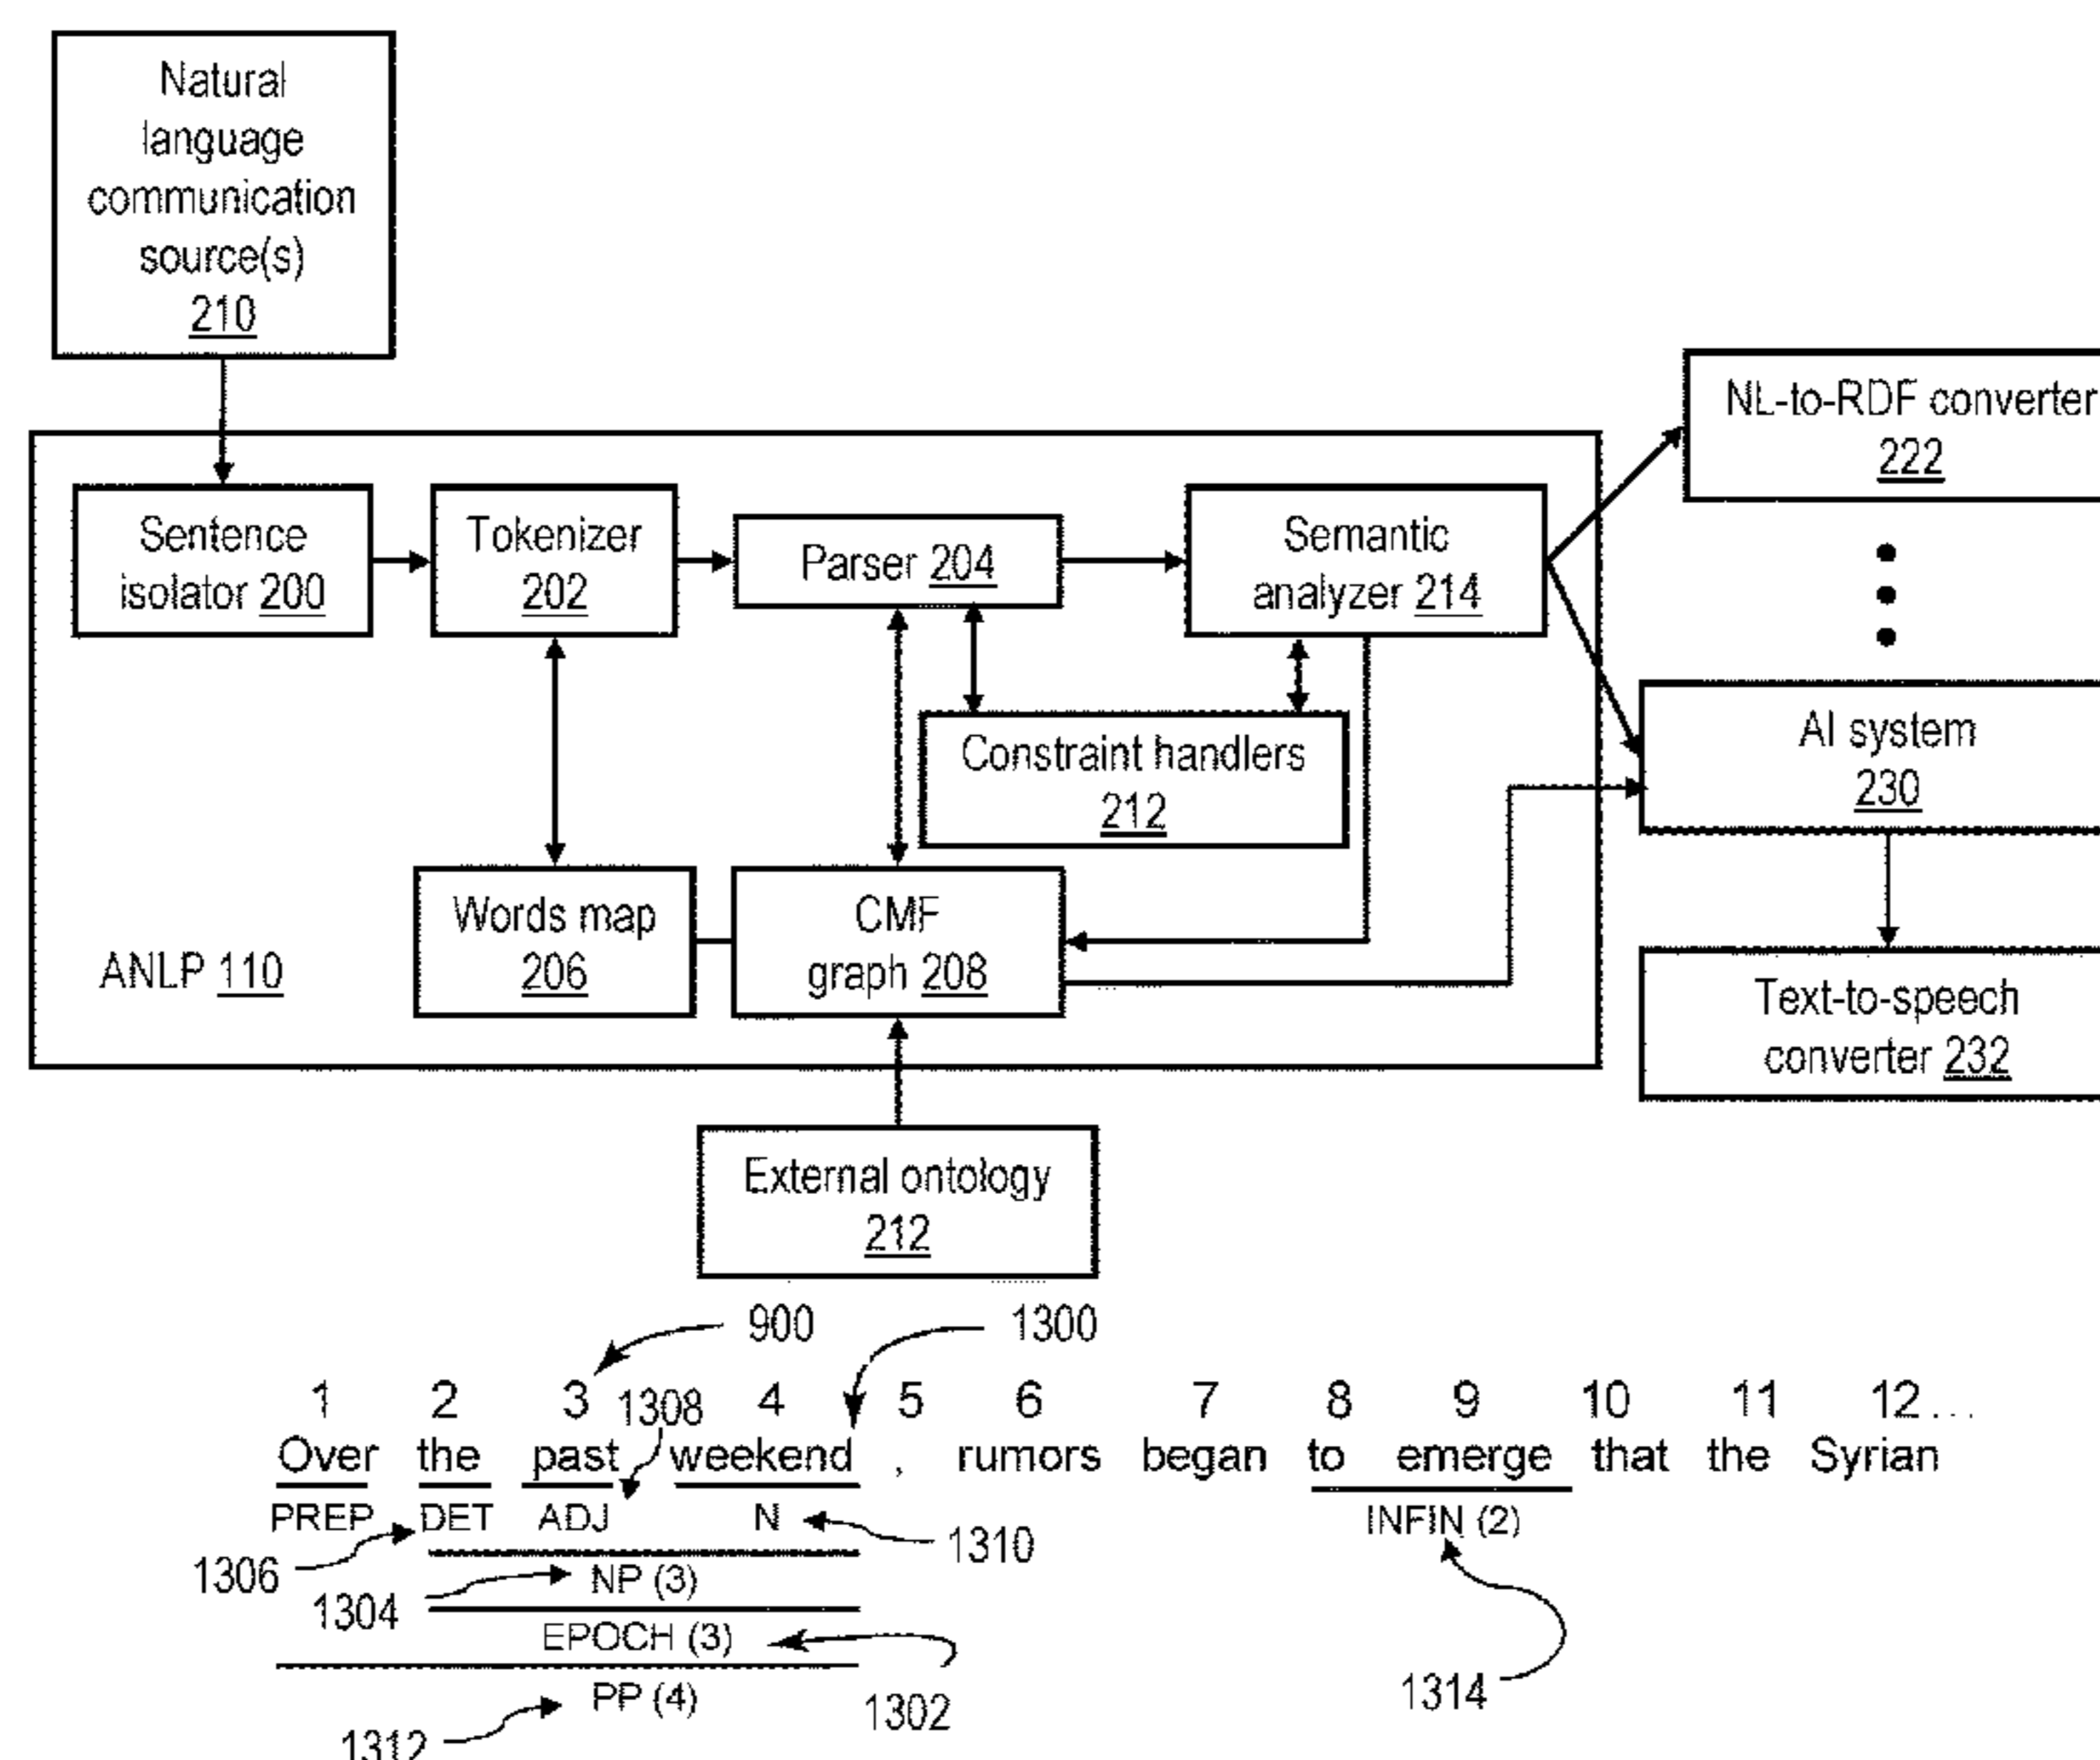 Natural
language
communication
source(s)
210
NL-to-RDF converter
222
Sentence
isolator 200
Tokenizer
202
Parser 204
Semantic
analyzer 214
Constraint handlers
212
AI system
230
Words map
206
CMF
graph 208
ANLP 110
Text-to-speech
converter 232
External ontology
212
900
1300
1 2 3 1308 4 5 6 7 8 9 10 11 12...
Over the past weekend , rumors began to emerge that the Syrian
PREP DET ADJ N INFIN (2)
1306
1310
NP (3)
1304
EPOCH (3)
PP (4)
1302
1314
1312